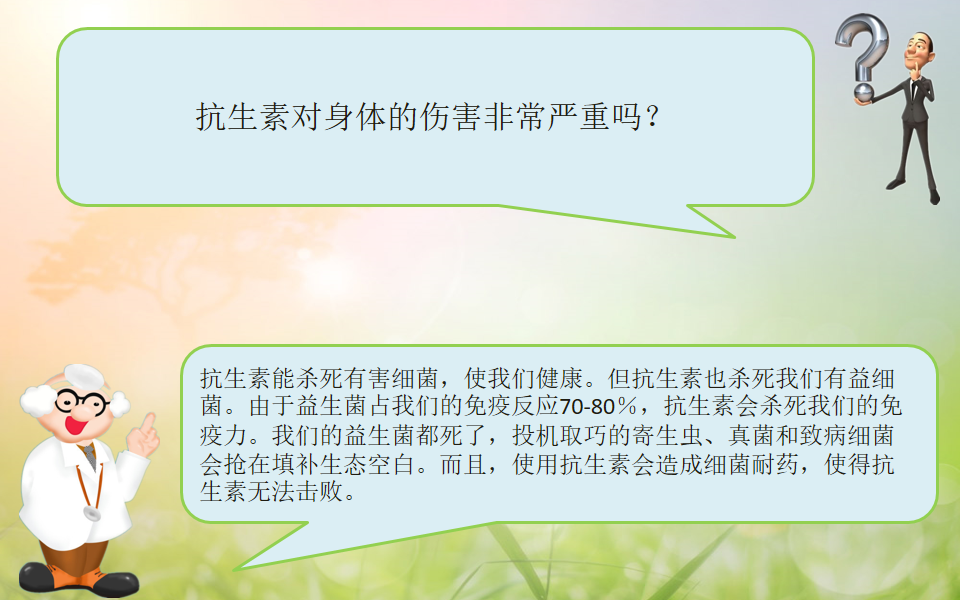 抗生素对身体的伤害非常严重吗？
抗生素能杀死有害细菌，使我们健康。但抗生素也杀死我们有益细
菌。由于益生菌占我们的免疫反应70-80％，抗生素会杀死我们的免
疫力。我们的益生菌都死了，投机取巧的寄生虫、真菌和致病细菌
会抢在填补生态空白。而且，使用抗生素会造成细菌耐药，使得抗
生素无法击败。